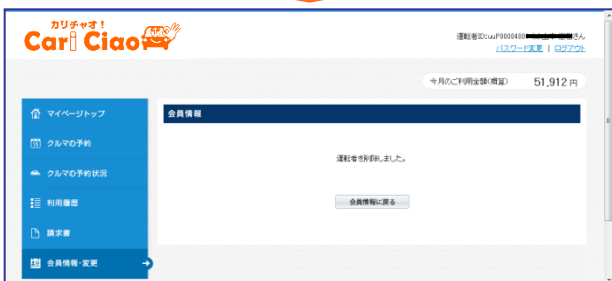 カリチャオ!
Cari Ciao
運転者ID:cuuP0000400 さん
パスワード変更 | ログアウト
今月のご利用金額(概算) 51,912 円
マイページトップ
会員情報
クルマの予約
運転者を削除しました。
クルマの予約状況
利用履歴
会員情報に戻る
請求書
会員情報・変更